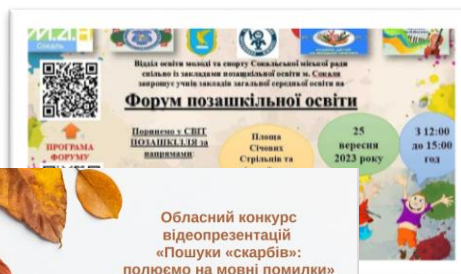 Сокаль
Відділ освіти молоді та спорту Сокальської міської ради
спільно із закладами позашкільної освіти м. Сокаля
запрошує учнів закладів загальної середньої освіти на
Форум позашкільної освіти
ПРОГРАМА
ФОРУМУ
Поринемо у СВІТ
ПОЗАШКІЛЛЯ за
напрямами:
Площа
Січових
Стрільців та
25
вересня
2023 року
З 12:00
до 15:00
год
Обласний конкурс
відеопрезентацій
«Пошуки «скарбів»:
полюємо на мовні помилки»